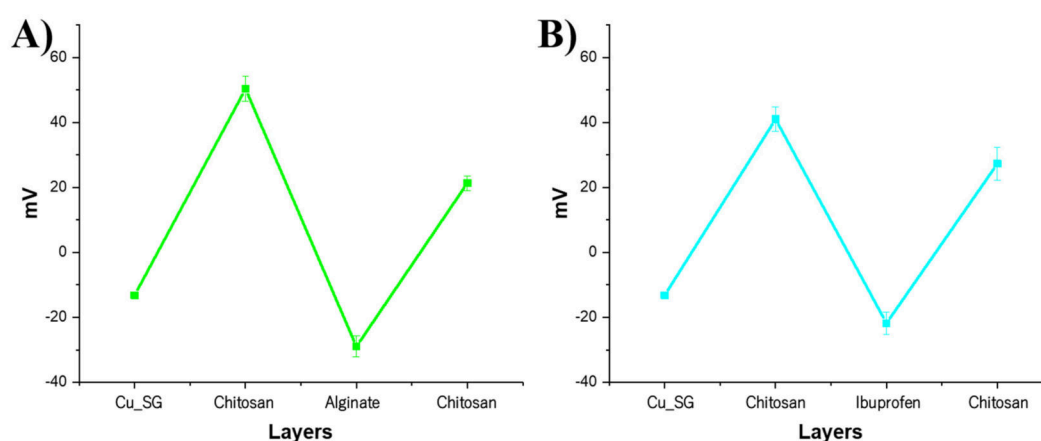 A)
60
40
20
0
-20
-40
mV
Cu_SG Chitosan Alginate Chitosan
Layers
B)
60
40
20
0
-20
-40
mV
Cu_SG Chitosan Ibuprofen Chitosan
Layers